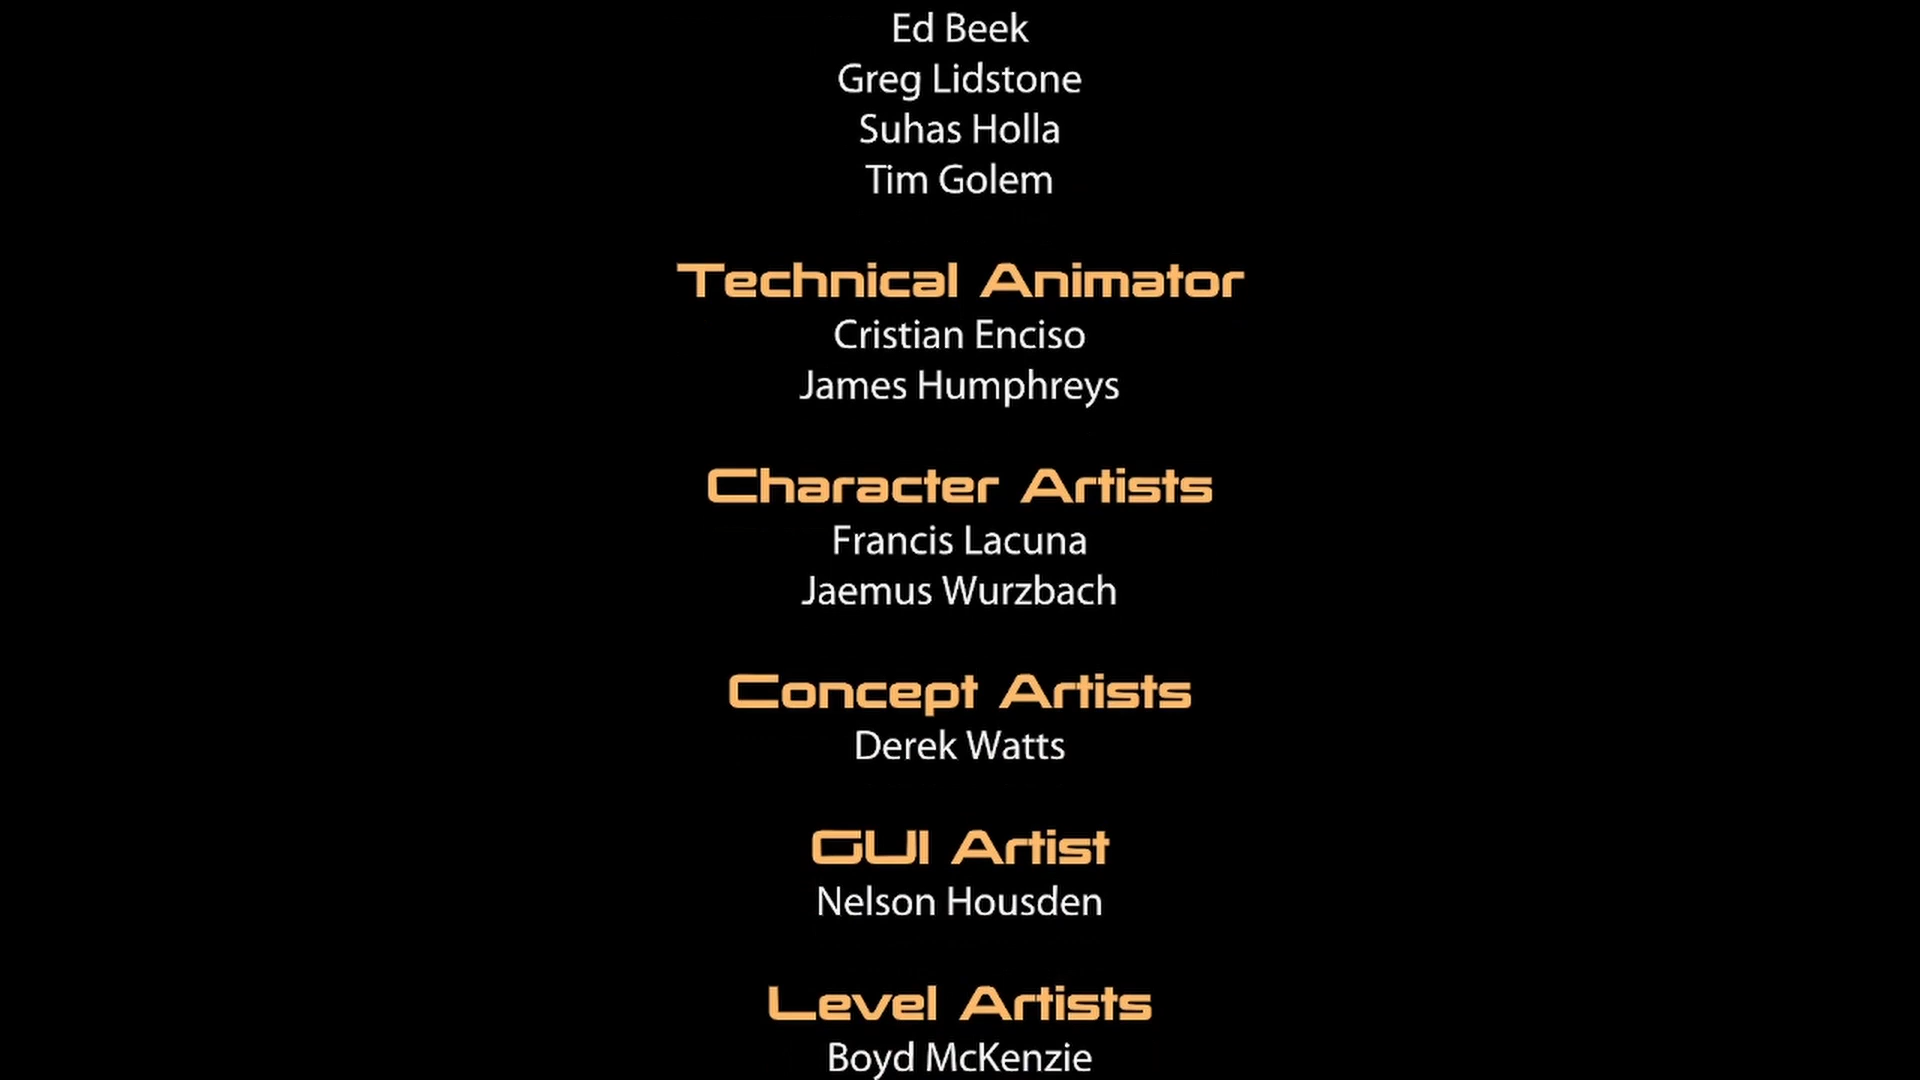 Ed Beek
Greg Lidstone
Suhas Holla
Tim Golem
Technical Animator
Cristian Enciso
James Humphreys
Character Artists
Francis Lacuna
Jaemus Wurzbach
Concept Artists
Derek Watts
GUI Artist
Nelson Housden
Level Artists
Boyd McKenzie